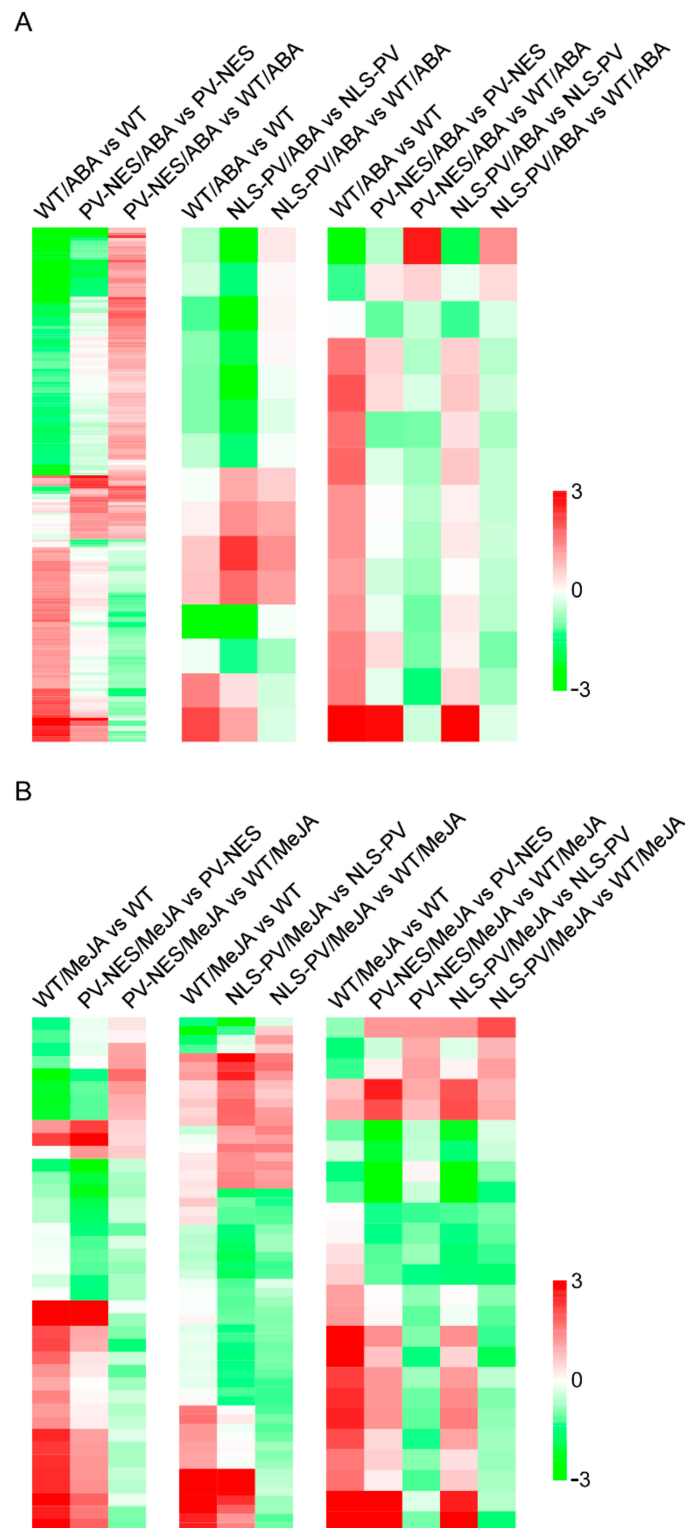 A
WT/ABA vs WT
PV-NES/ABA vs PV-NES
PV-NES/ABA vs WT/ABA
WT/ABA vs WT
NLS-PV/ABA vs NLS-PV
NLS-PV/ABA vs WT/ABA
WT/ABA vs WT
PV-NES/ABA vs PV-NES
PV-NES/ABA vs WT/ABA
NLS-PV/ABA vs NLS-PV
NLS-PV/ABA vs WT/ABA
3
0
-3
B
WT/MeJA vs WT
PV-NES/MeJA vs PV-NES
PV-NES/MeJA vs WT/MeJA
WT/MeJA vs WT
NLS-PV/MeJA vs NLS-PV
NLS-PV/MeJA vs WT/MeJA
WT/MeJA vs WT
PV-NES/MeJA vs PV-NES
PV-NES/MeJA vs WT/MeJA
NLS-PV/MeJA vs NLS-PV
NLS-PV/MeJA vs WT/MeJA
3
0
-3